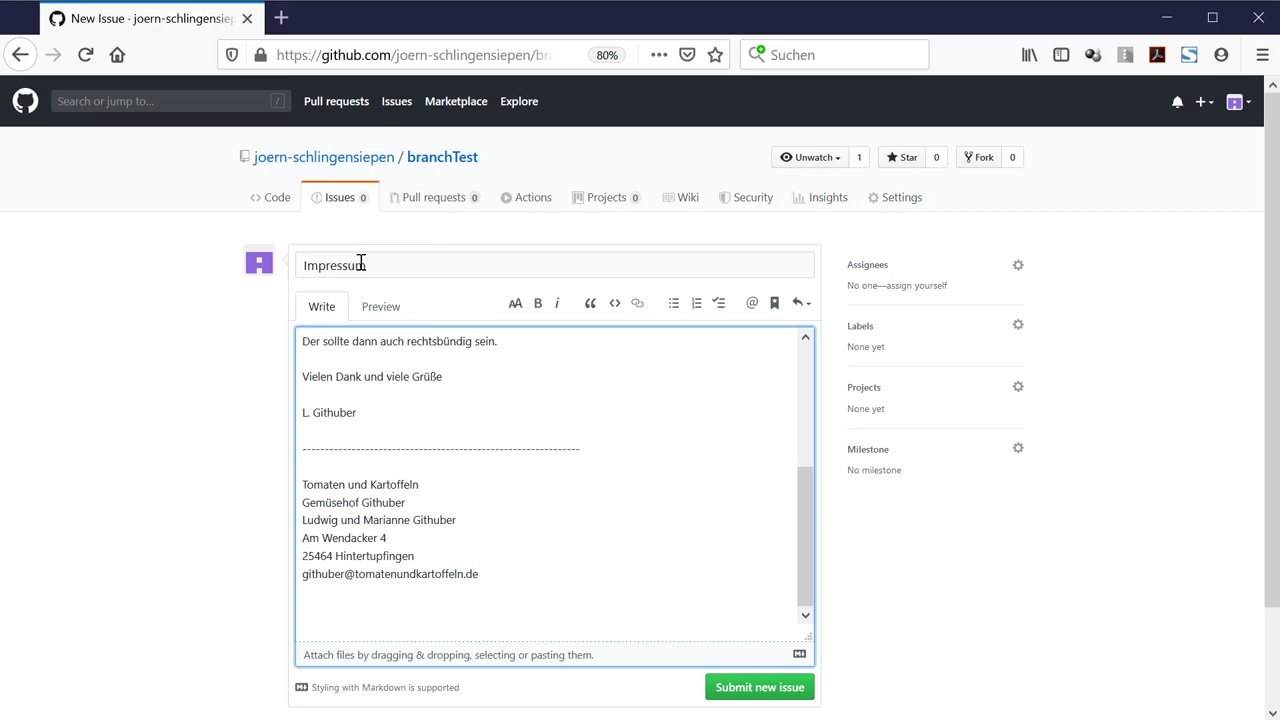 New Issue · joern-schlingensiep
https://github.com/joern-schlingensiepen/bra
80%
Suchen
Search or jump to...
/
Pull requests
Issues
Marketplace
Explore
joern-schlingensiepen / branchTest
Unwatch 1
Star 0
Fork 0
Code
Issues 0
Pull requests 0
Actions
Projects 0
Wiki
Security
Insights
Settings
Impressum
Assignees
No one—assign yourself
Write
Preview
AA B i
Labels
None yet
Der sollte dann auch rechtsbündig sein.
Vielen Dank und viele Grüße
Projects
None yet
L. Githuber
--------------------------------------------------------------
Milestone
No milestone
Tomaten und Kartoffeln
Gemüsehof Githuber
Ludwig und Marianne Githuber
Am Wendacker 4
25464 Hintertupfingen
githuber@tomatenundkartoffeln.de
Attach files by dragging & dropping, selecting or pasting them.
Styling with Markdown is supported
Submit new issue